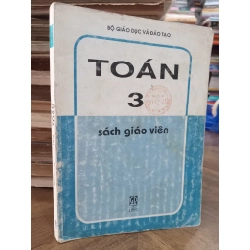 BỘ GIÁO DỤC VÀ ĐÀO TẠO
TOÁN
3
sách giáo viên